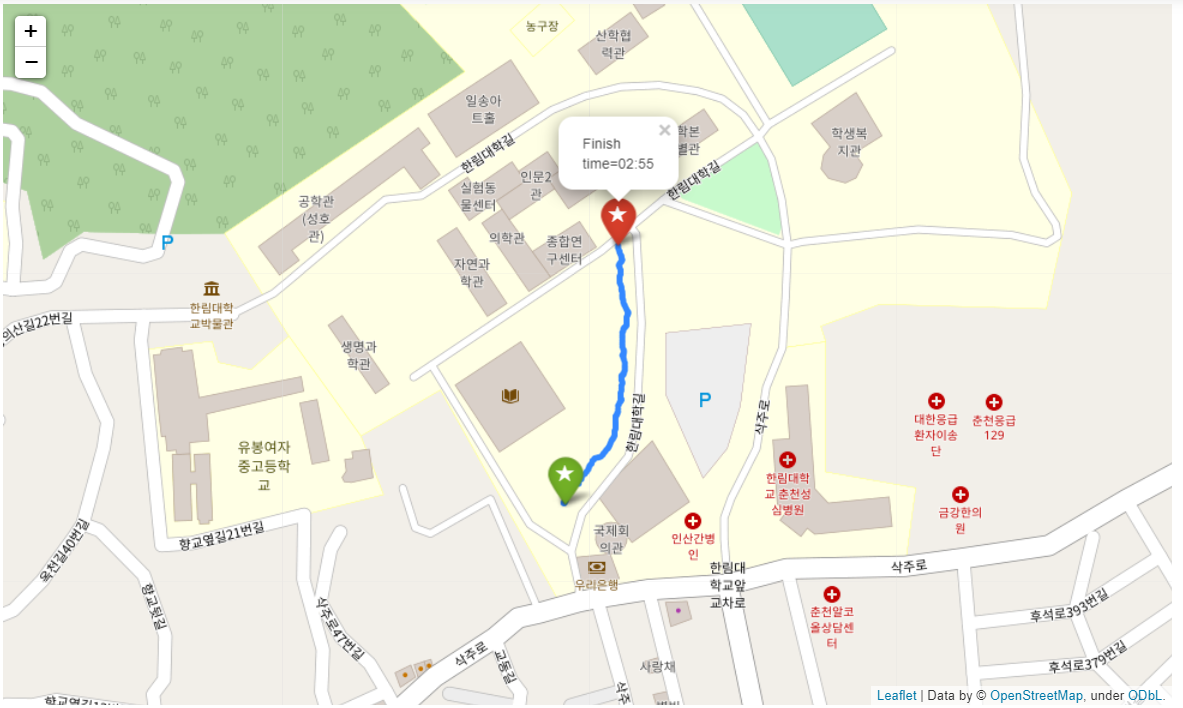 +
−
농구장
산학협
력관
일송아
트홀
학본
별관
학생복
지관
Finish
time=02:55
×
한림대학길
한림대학길
인문2
관
실험동
물센터
공학관
(성호
관)
의학관
종합연
구센터
자연과
학관
P
한림대학
교박물관
의산길22번길
생명과
학관
P
한림대학길
삭주로
유봉여자
중고등학
교
대한응급
환자이송
단
춘천응급
129
한림대학
교 춘천성
심병원
금강한의
원
국제회
의관
인산간병
인
향교옆길21번길
옥천길40번길
우리은행
한림대
학교앞
교차로
삭주로
춘천알코
올상담센
터
향교뒷길
삭주로47번길
후석로393번길
삭주로
교동길
사랑채
후석로379번길
Leaflet | Data by © OpenStreetMap, under ODbL.